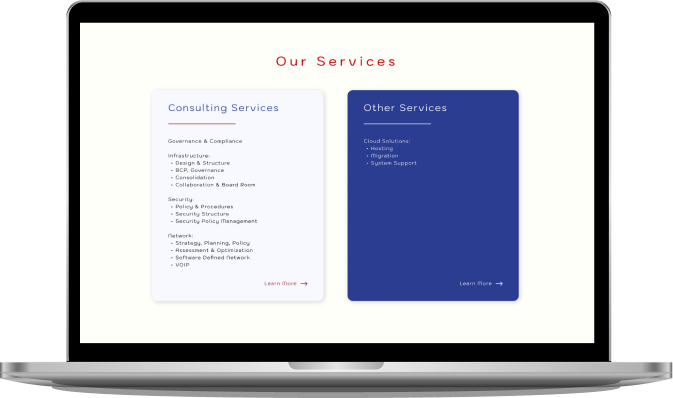 Our Services
Consulting Services
Governance & Compliance
Infrastructure:
• Design & Structure
• BCP, Governance
• Consolidation
• Collaboration & Board Room
Security:
• Policy & Procedures
• Security Structure
• Security Policy Management
Network:
• Strategy, Planning, Policy
• Assessment & Optimization
• Software Defined Network
• VOIP
Learn More →
Other Services
Cloud Solutions:
• Hosting
• Migration
• System Support
Learn More →